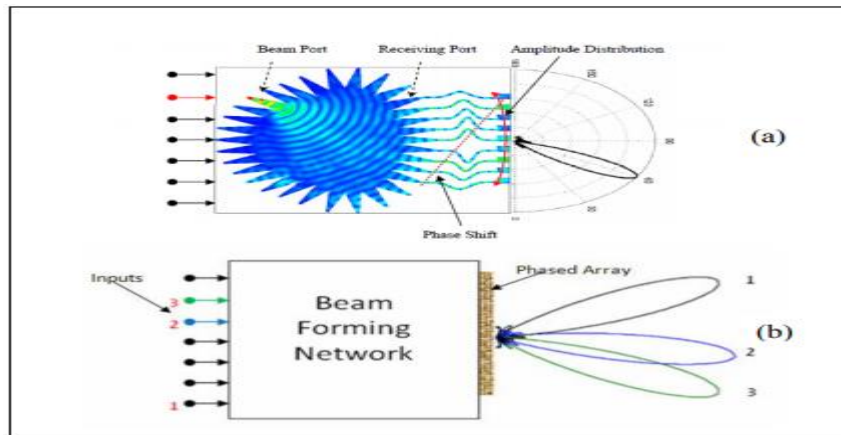 Beam Port Receiving Port Amplitude Distribution
(a)
Phase Shift
Inputs
Phased Array
3
2
1
Beam
Forming
Network
1
2
3
(b)